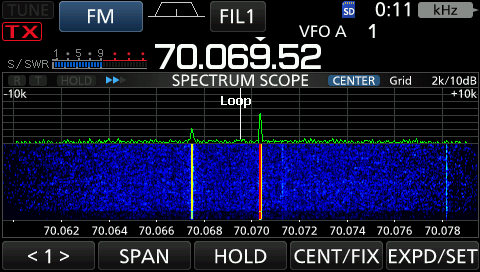 TUNE FM FIL1 SD 0:11 kHz
TX VFO A 1
1 5 9
S/SWR 70.069.52
R T HOLD SPECTRUM SCOPE CENTER Grid 2k/10dB
-10k +10k
Loop
70.062 70.064 70.066 70.068 70.070 70.072 70.074 70.076 70.078
< 1 > SPAN HOLD CENT/FIX EXPD/SET